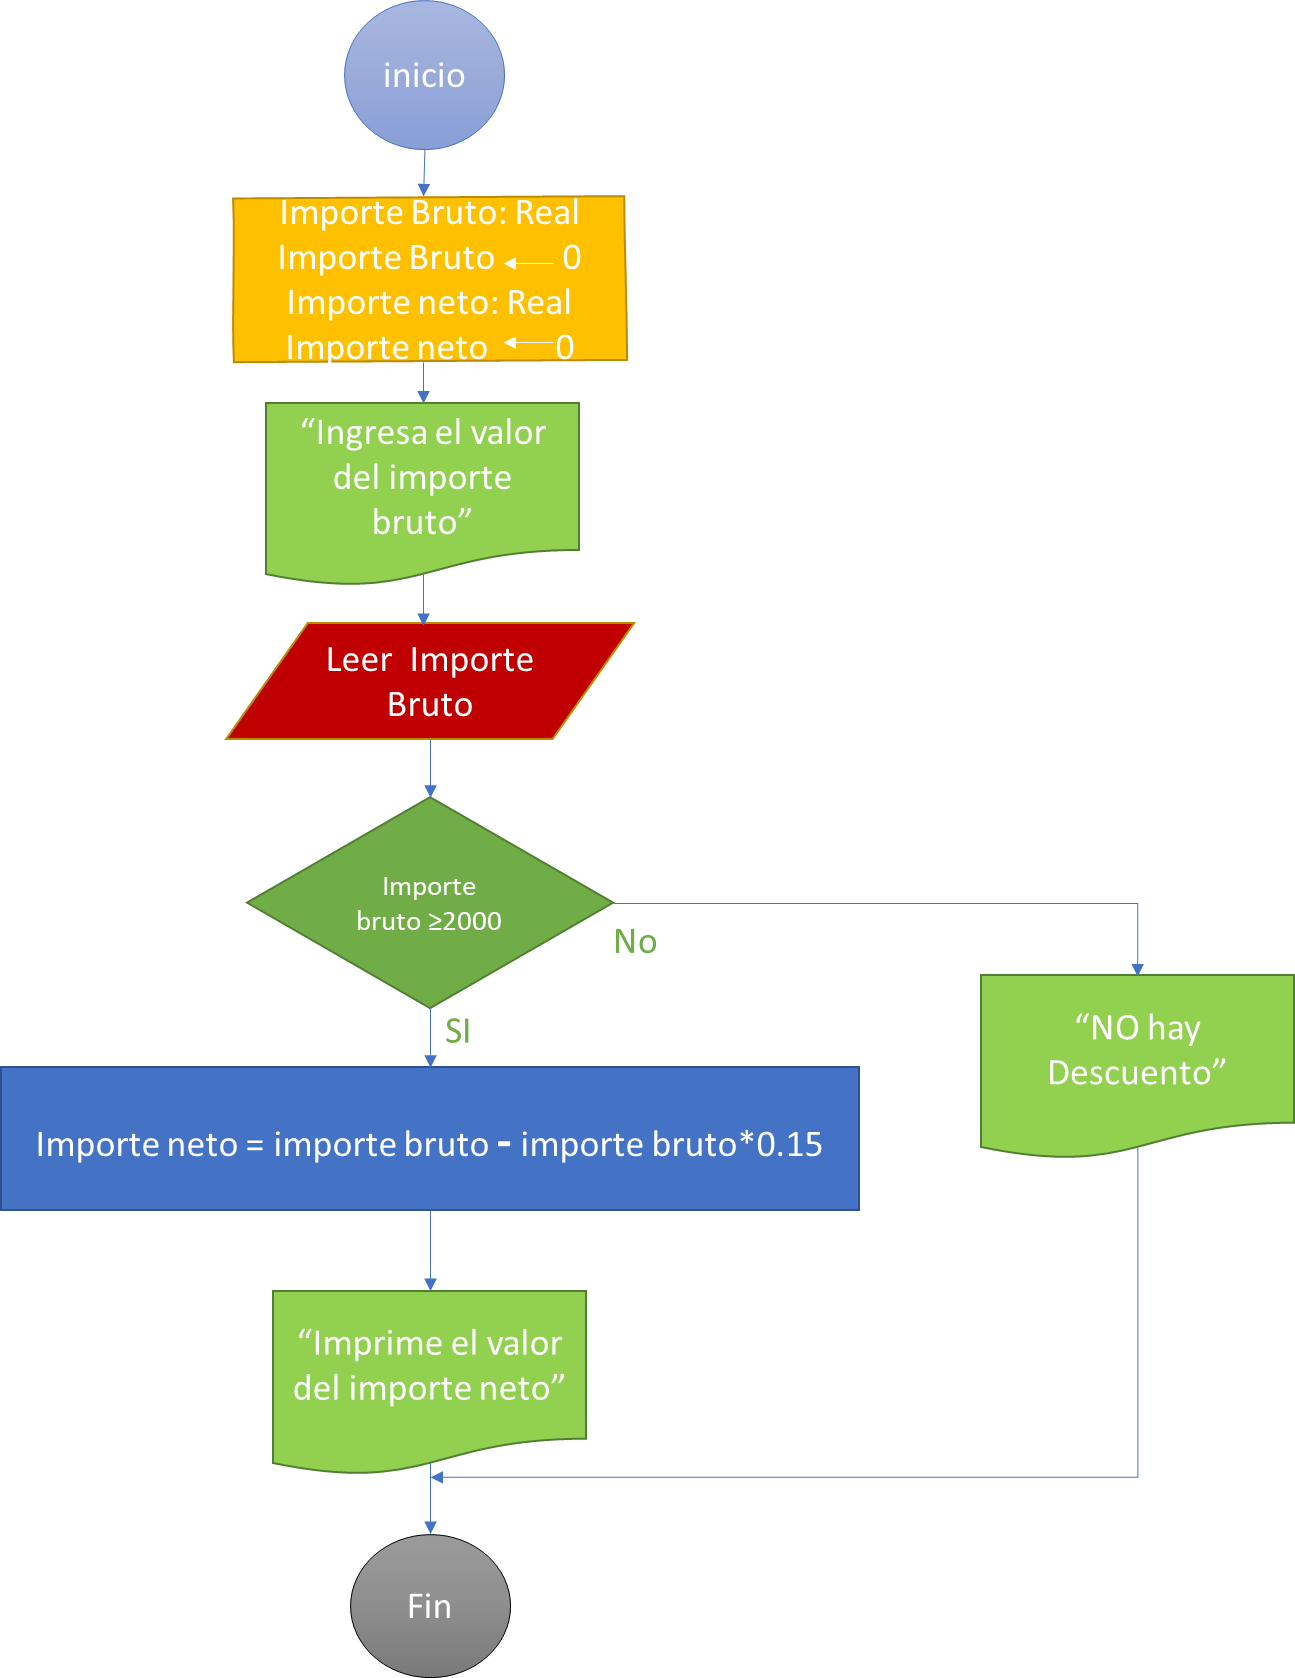 inicio
Importe Bruto: Real
Importe Bruto ← 0
Importe neto: Real
Importe neto ← 0
“Ingresa el valor
del importe
bruto”
Leer Importe
Bruto
Importe
bruto ≥2000
No
SI
“NO hay
Descuento”
Importe neto = importe bruto - importe bruto*0.15
“Imprime el valor
del importe neto”
Fin